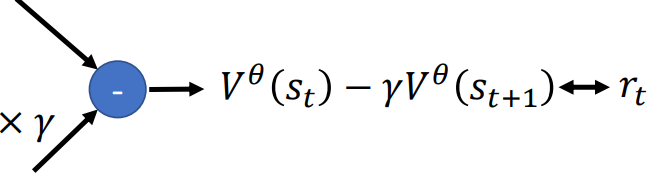 -
V^θ(s_t) − γV^θ(s_{t+1}) ↔ r_t
× γ